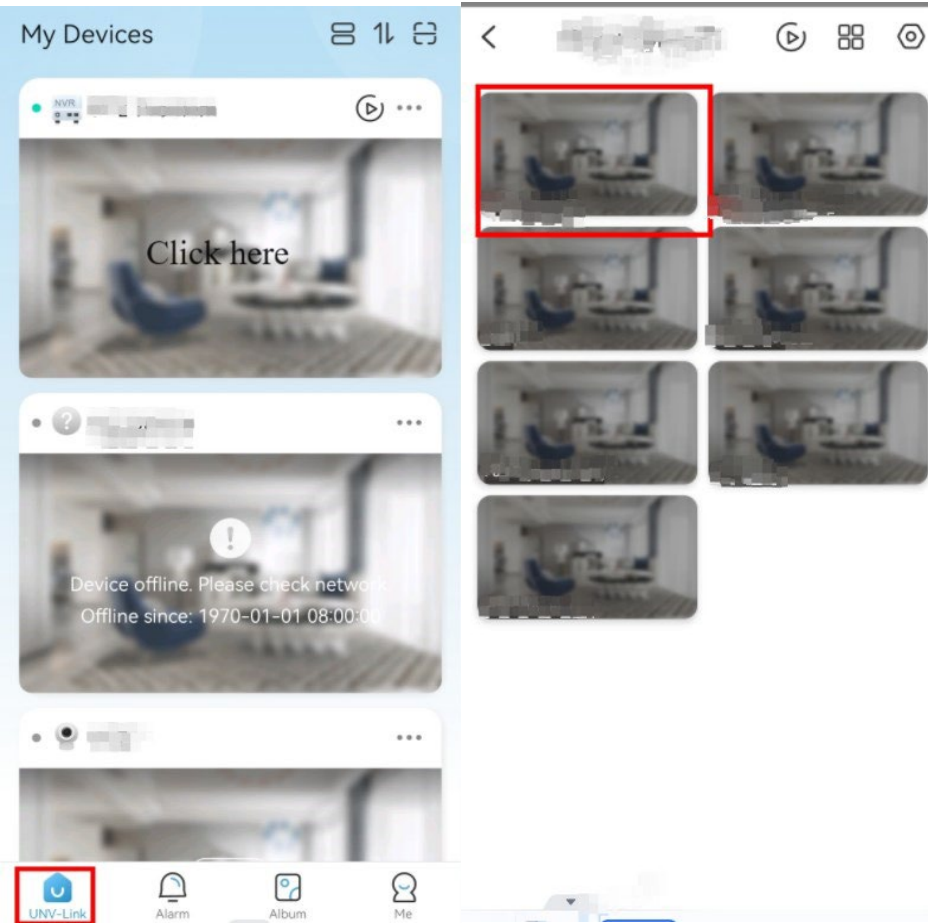 My Devices
NVR
Click here
Device offline. Please check network
Offline since: 1970-01-01 08:00:00
UNV-Link
Alarm
Album
Me